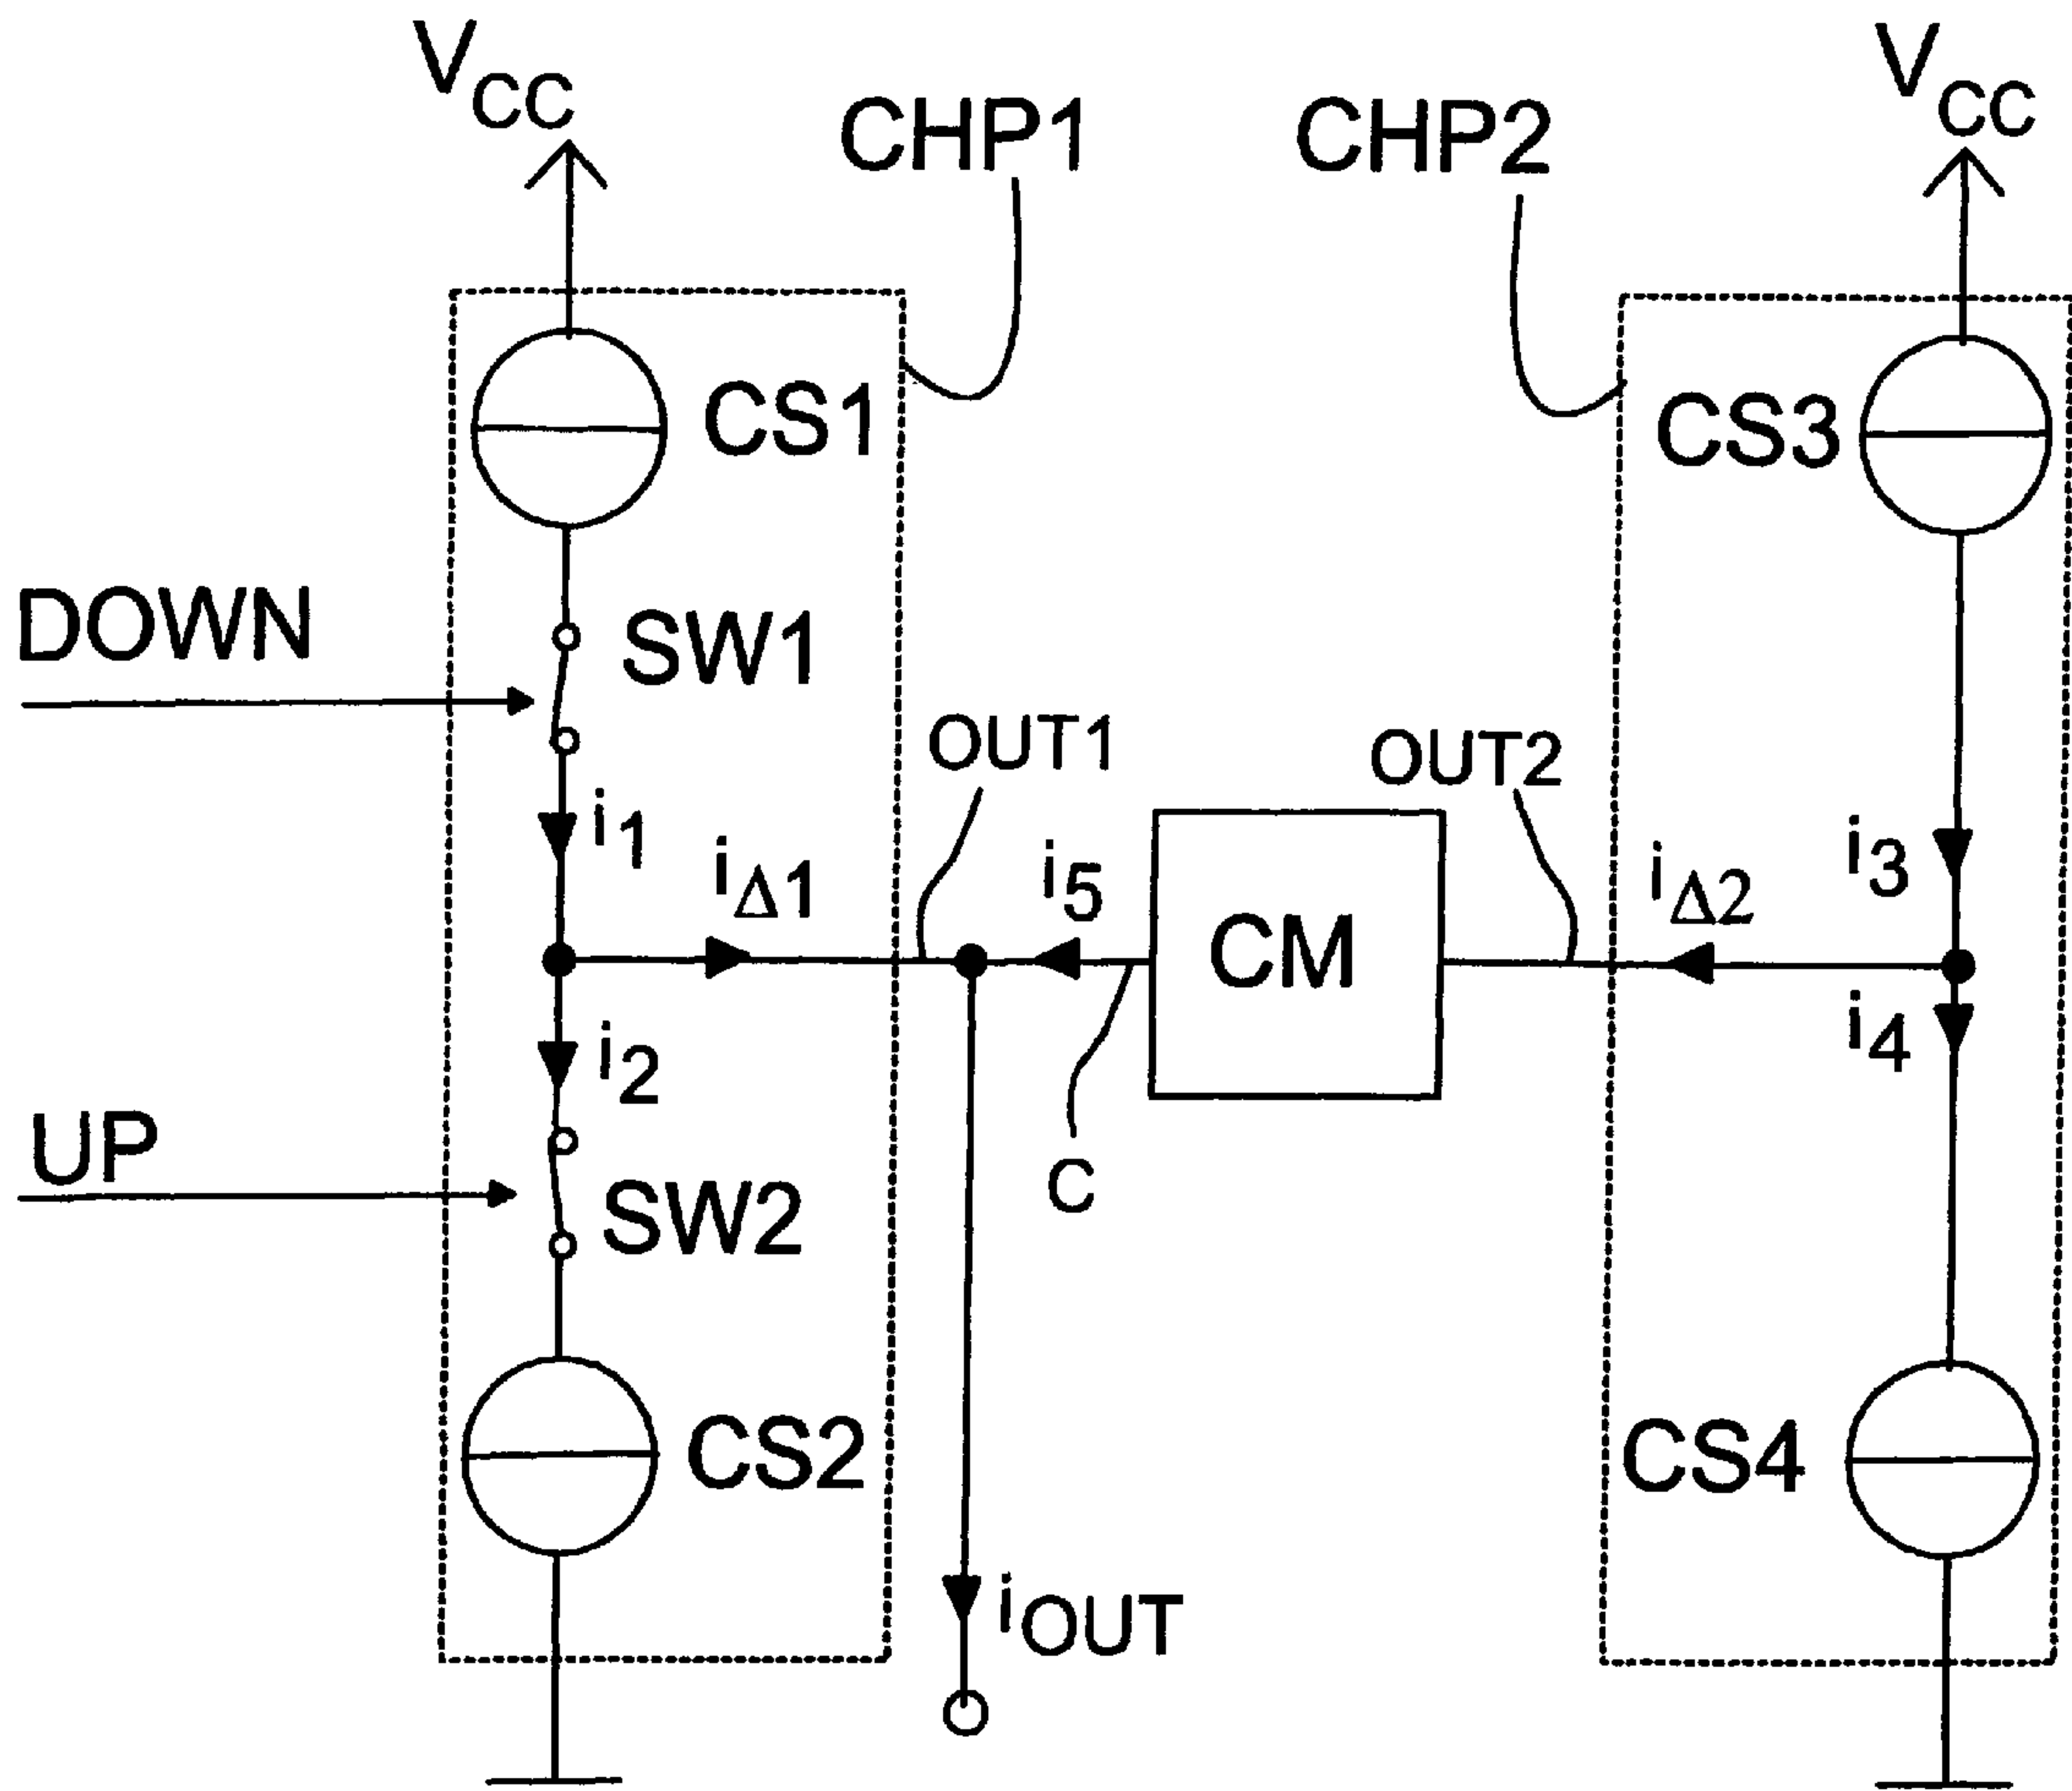 VCC
VCC
CHP1
CHP2
CS1
CS3
DOWN
SW1
OUT1
OUT2
i1
iΔ1
i5
CM
iΔ2
i3
i2
i4
UP
C
SW2
CS2
CS4
iOUT